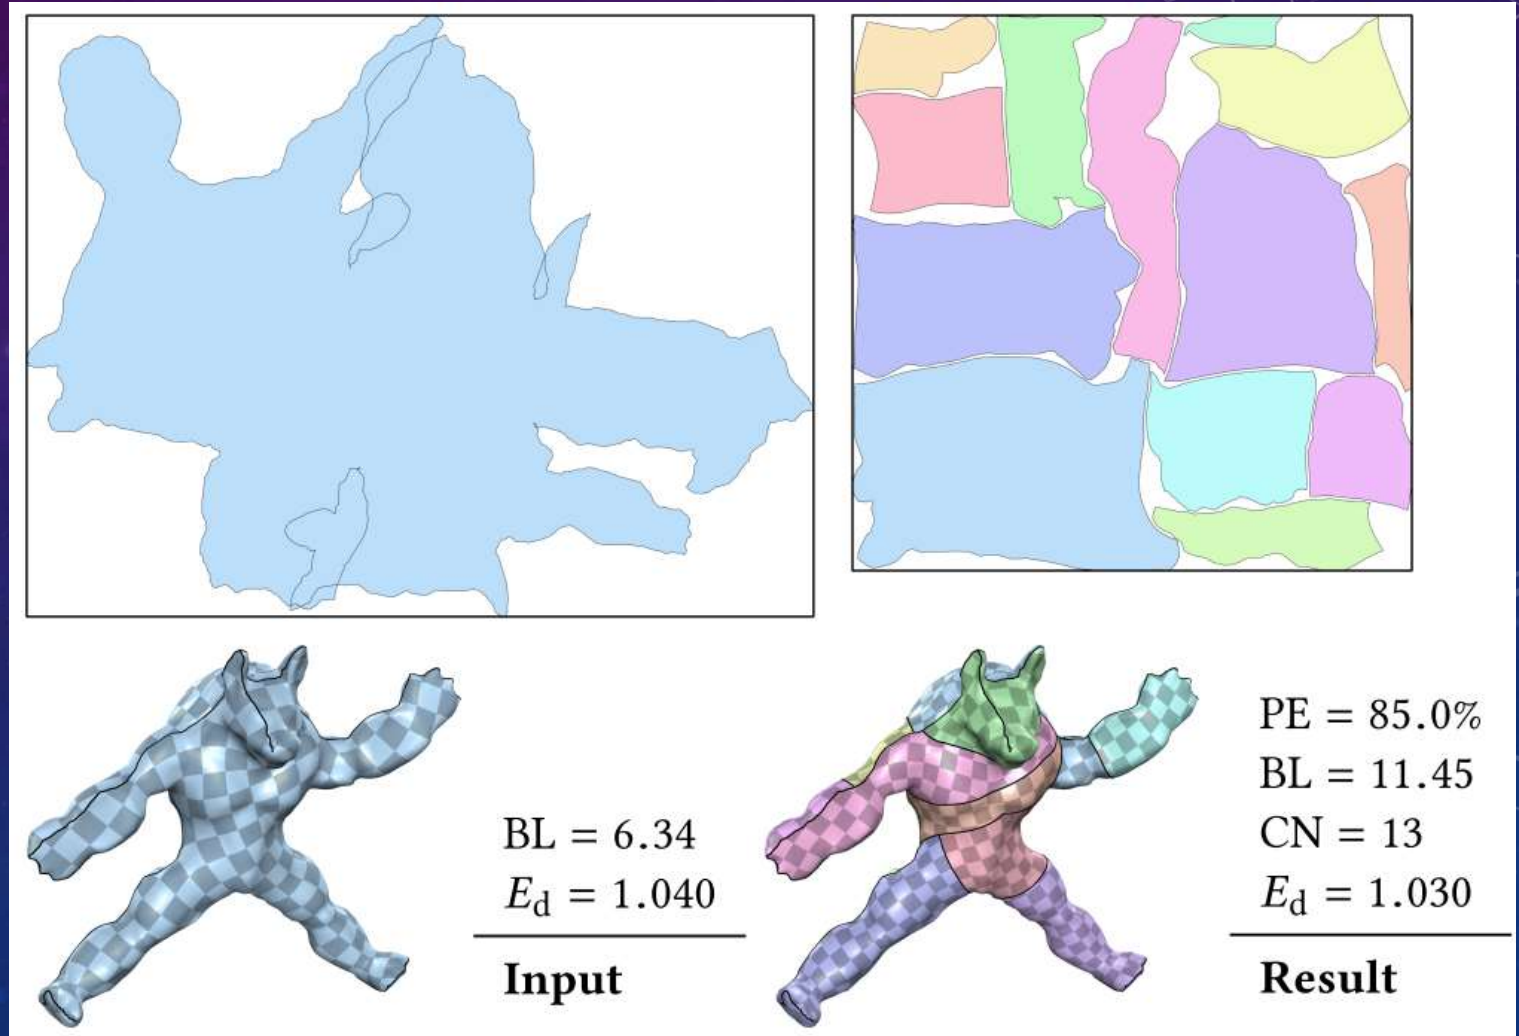 BL = 6.34
E_d = 1.040
Input
PE = 85.0%
BL = 11.45
CN = 13
E_d = 1.030
Result